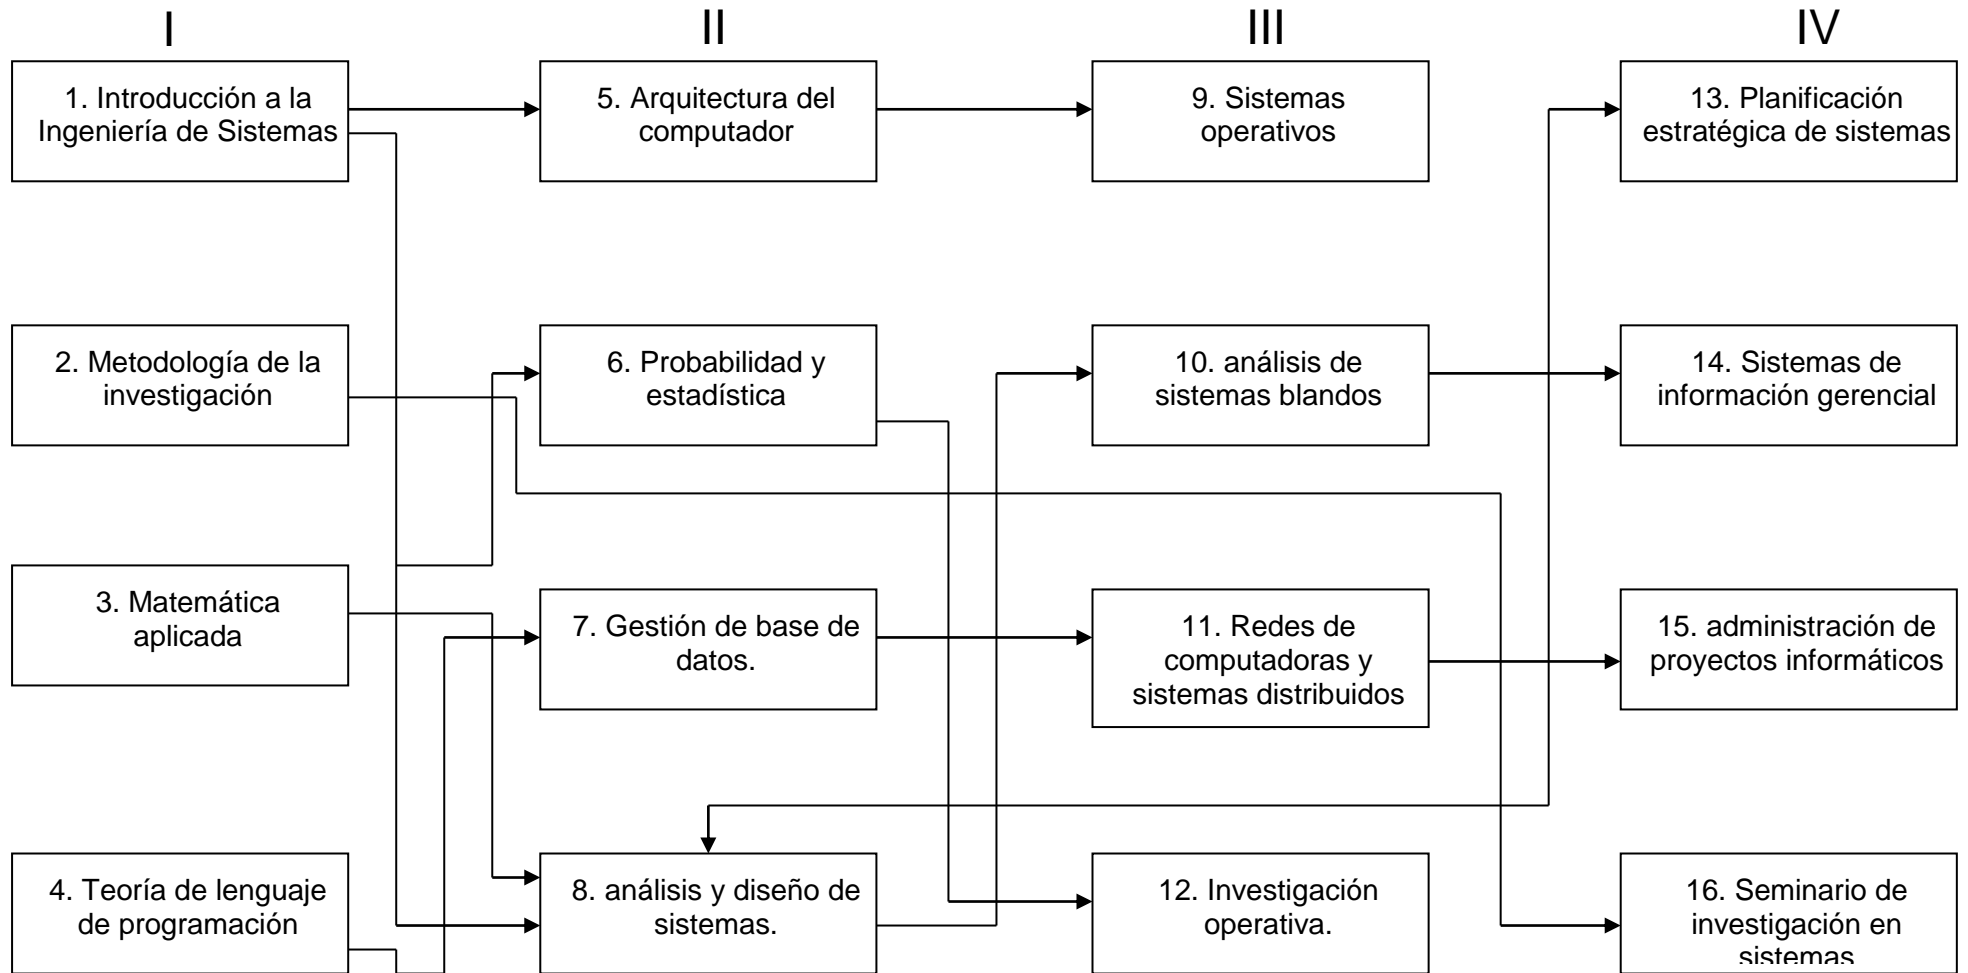 I
II
III
IV
1. Introducción a la
Ingeniería de Sistemas
5. Arquitectura del
computador
9. Sistemas
operativos
13. Planificación
estratégica de sistemas
2. Metodología de la
investigación
6. Probabilidad y
estadística
10. análisis de
sistemas blandos
14. Sistemas de
información gerencial
3. Matemática
aplicada
7. Gestión de base de
datos.
11. Redes de
computadoras y
sistemas distribuidos
15. administración de
proyectos informáticos
4. Teoría de lenguaje
de programación
8. análisis y diseño de
sistemas.
12. Investigación
operativa.
16. Seminario de
investigación en
sistemas